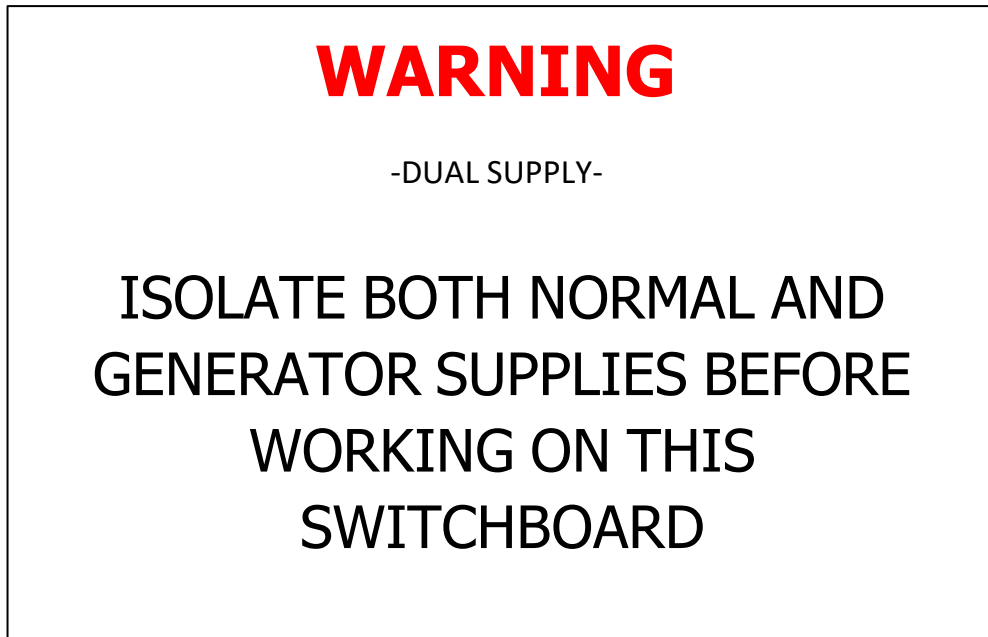 WARNING
-DUAL SUPPLY-
ISOLATE BOTH NORMAL AND
GENERATOR SUPPLIES BEFORE
WORKING ON THIS
SWITCHBOARD